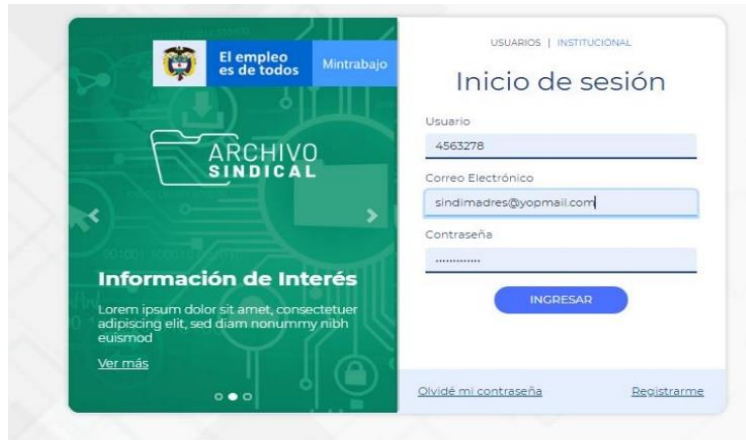 El empleo
es de todos
Mintrabajo
ARCHIVO
SINDICAL
Información de Interés
Lorem ipsum dolor sit amet, consectetuer
adipiscing elit, sed diam nonummy nibh
euismod
Ver más
USUARIOS | INSTITUCIONAL
Inicio de sesión
Usuario
4563278
Correo Electrónico
sindimadres@yopmail.com
Contraseña
.............
INGRESAR
Olvidé mi contraseña
Registrarme